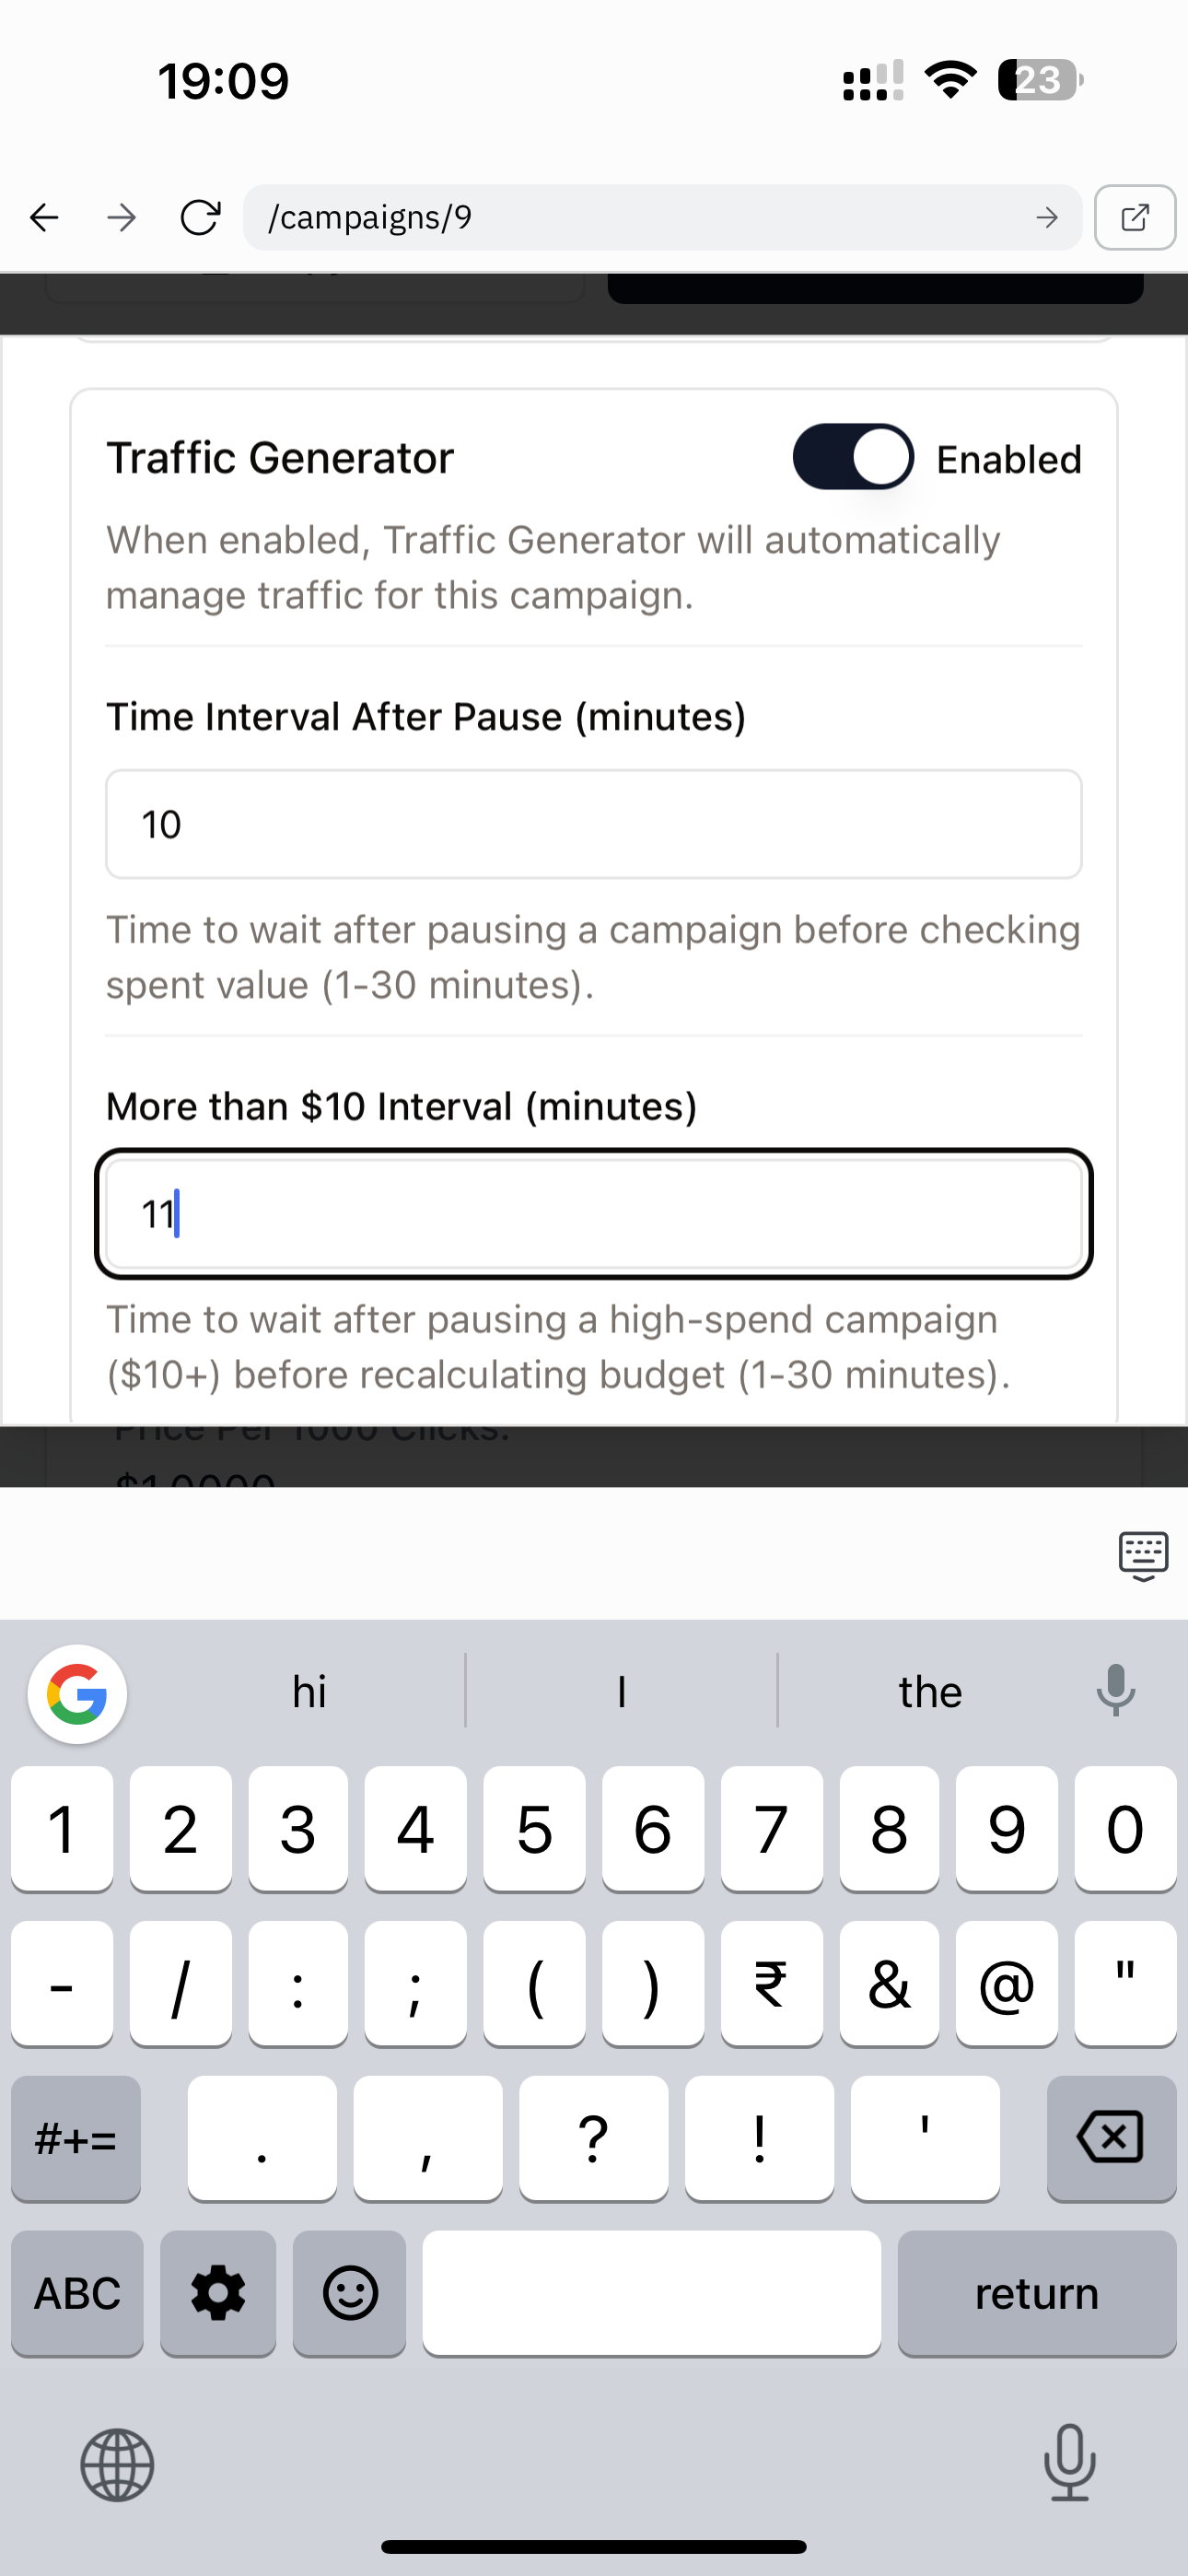 19:09
23
/campaigns/9
Traffic Generator
Enabled
When enabled, Traffic Generator will automatically
manage traffic for this campaign.
Time Interval After Pause (minutes)
10
Time to wait after pausing a campaign before checking
spent value (1-30 minutes).
More than $10 Interval (minutes)
11
Time to wait after pausing a high-spend campaign
($10+) before recalculating budget (1-30 minutes).
Price Per 1000 Clicks:
$1.0000
hi I the
1 2 3 4 5 6 7 8 9 0
- / : ; ( ) ₹ & @ "
#+= . , ? ! '
ABC return